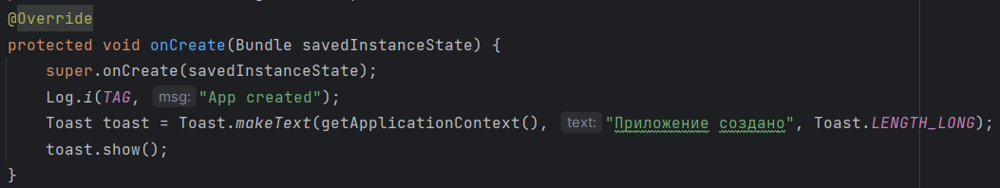 @Override
protected void onCreate(Bundle savedInstanceState) {
super.onCreate(savedInstanceState);
Log.i(TAG, msg: "App created");
Toast toast = Toast.makeText(getApplicationContext(), text: "Приложение создано", Toast.LENGTH_LONG);
toast.show();
}